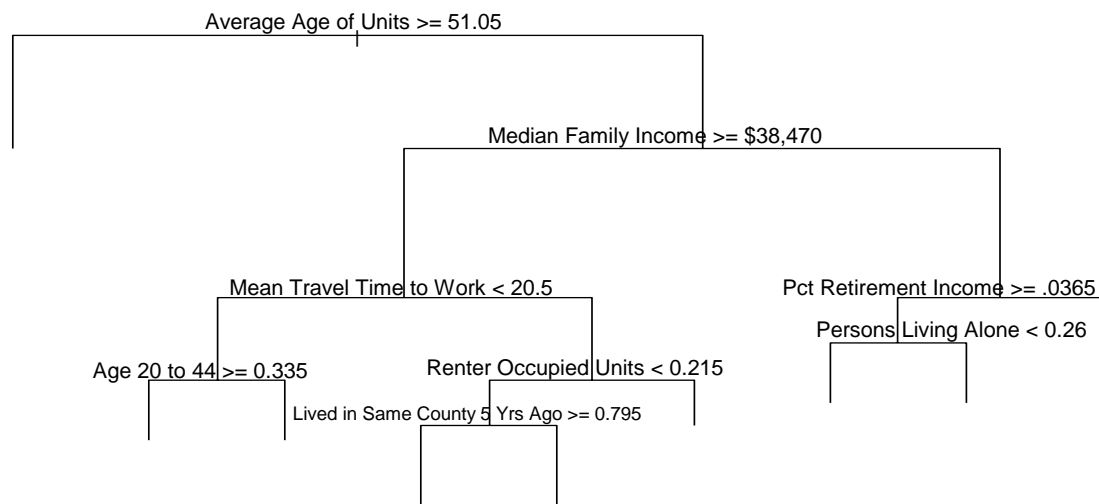 Average Age of Units >= 51.05
Median Family Income >= $38,470
Mean Travel Time to Work < 20.5
Pct Retirement Income >= .0365
Persons Living Alone < 0.26
Age 20 to 44 >= 0.335
Renter Occupied Units < 0.215
Lived in Same County 5 Yrs Ago >= 0.795